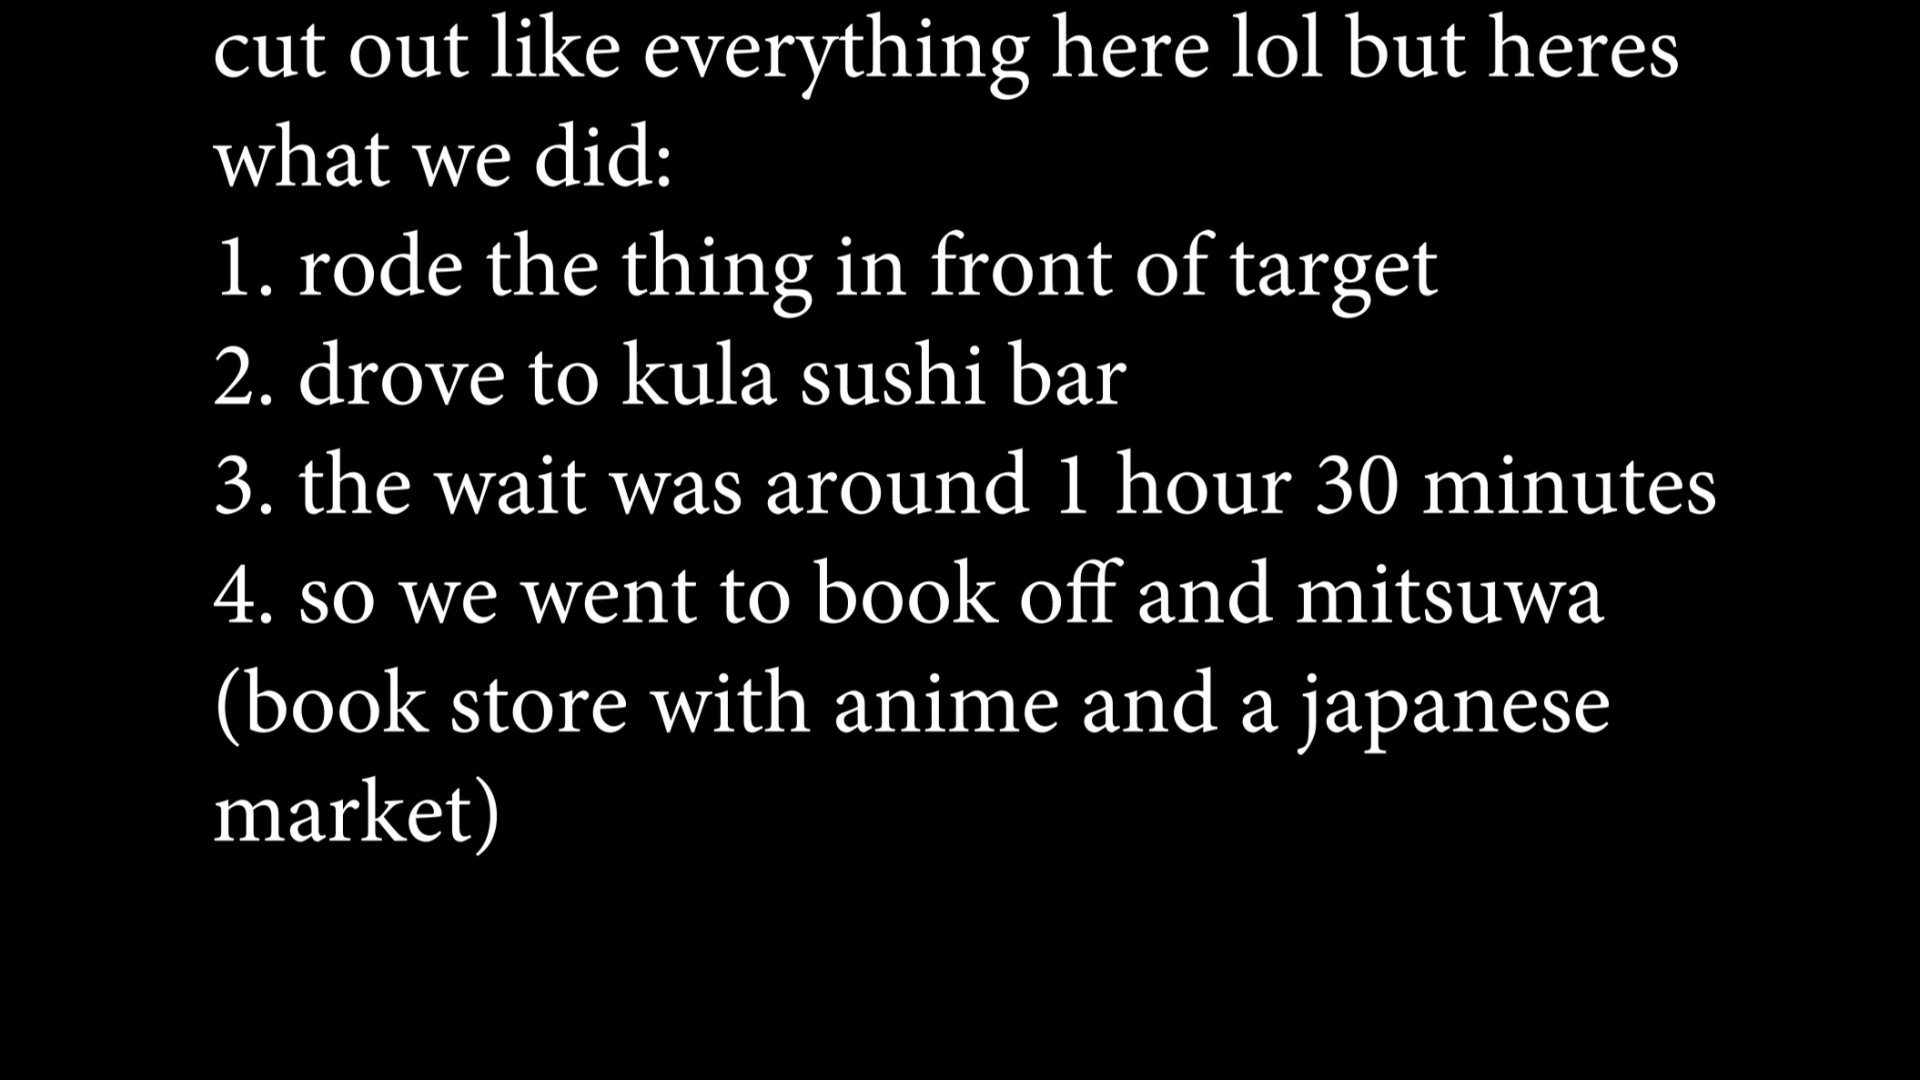 cut out like everything here lol but heres
what we did:
1. rode the thing in front of target
2. drove to kula sushi bar
3. the wait was around 1 hour 30 minutes
4. so we went to book off and mitsuwa
(book store with anime and a japanese
market)